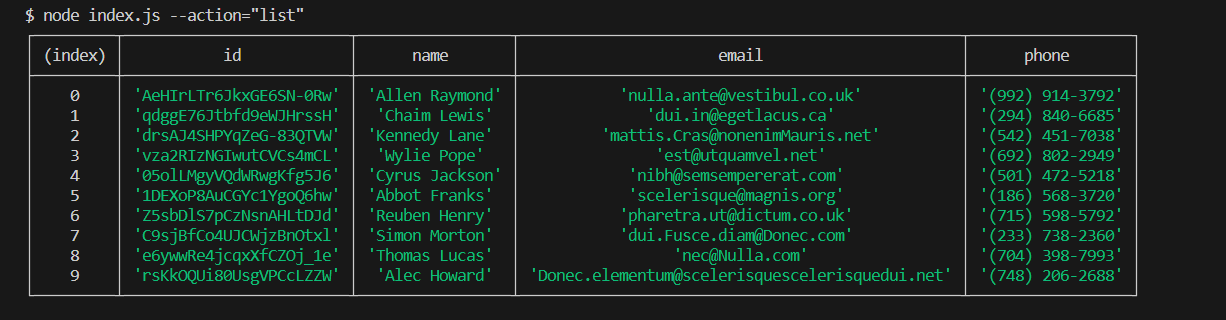 $ node index.js --action="list"
(index) id name email phone
0 'AeHIrLTr6JkxGE6SN-0Rw' 'Allen Raymond' 'nulla.ante@vestibul.co.uk' '(992) 914-3792'
1 'qdggE76Jtbfd9eWJHrssH' 'Chaim Lewis' 'dui.in@egetlacus.ca' '(294) 840-6685'
2 'drsAJ4SHPYqZeG-83QTVW' 'Kennedy Lane' 'mattis.Cras@nonenimMauris.net' '(542) 451-7038'
3 'vza2RIzNGIwutCVCs4mCL' 'Wylie Pope' 'est@utquamvel.net' '(692) 802-2949'
4 '05olLMgyVQdWRwgKfg5J6' 'Cyrus Jackson' 'nibh@semsempererat.com' '(501) 472-5218'
5 '1DEXoP8AuCGYc1YgoQ6hw' 'Abbot Franks' 'scelerisque@magnis.org' '(186) 568-3720'
6 'Z5sbDlS7pCzNsnAHLtDJd' 'Reuben Henry' 'pharetra.ut@dictum.co.uk' '(715) 598-5792'
7 'C9sjBfCo4UJCWjzBnOtxl' 'Simon Morton' 'dui.Fusce.diam@Donec.com' '(233) 738-2360'
8 'e6ywwRe4jcqxXfCZOj_1e' 'Thomas Lucas' 'nec@Nulla.com' '(704) 398-7993'
9 'rsKkOQUi80UsgVPCcLZZW' 'Alec Howard' 'Donec.elementum@scelerisquescelerisquedui.net' '(748) 206-2688'